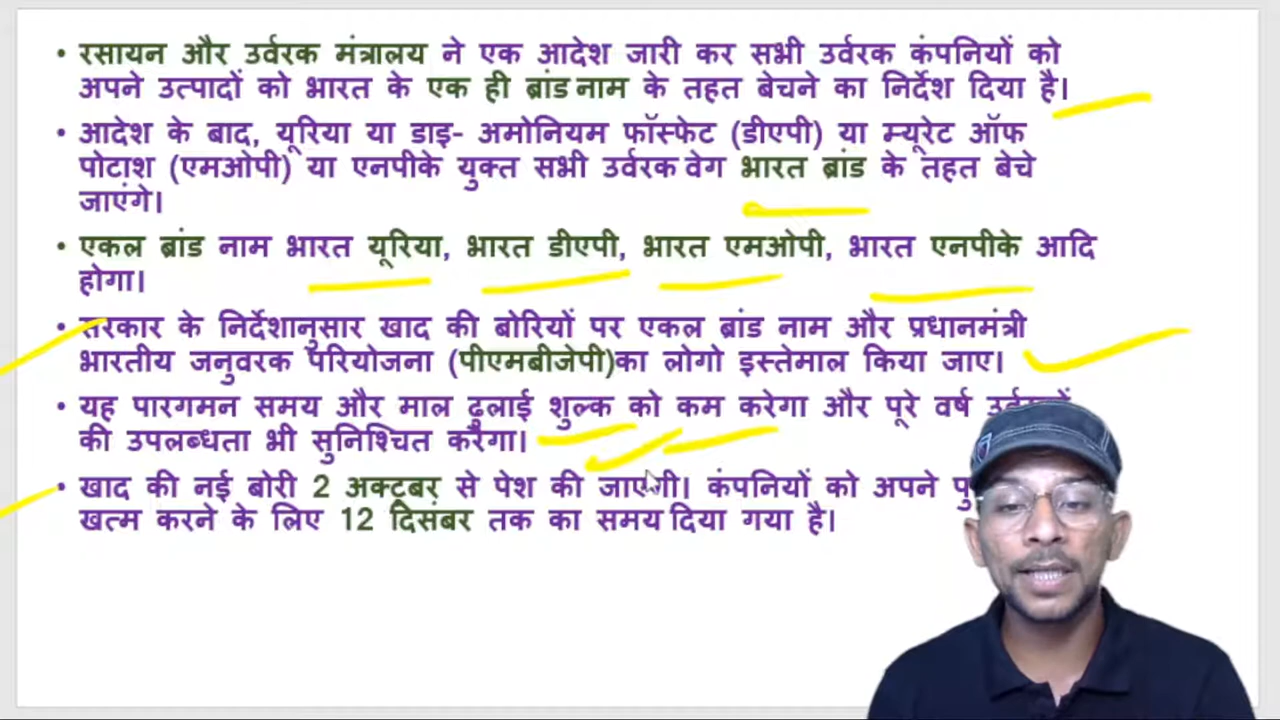 • रसायन और उर्वरक मंत्रालय ने एक आदेश जारी कर सभी उर्वरक कंपनियों को
अपने उत्पादों को भारत के एक ही ब्रांड नाम के तहत बेचने का निर्देश दिया है।
• आदेश के बाद, यूरिया या डाइ- अमोनियम फॉस्फेट (डीएपी) या म्यूरेट ऑफ
पोटाश (एमओपी) या एनपीके युक्त सभी उर्वरक वेग भारत ब्रांड के तहत बेचे
जाएंगे।
• एकल ब्रांड नाम भारत यूरिया, भारत डीएपी, भारत एमओपी, भारत एनपीके आदि
होगा।
• सरकार के निर्देशानुसार खाद की बोरियों पर एकल ब्रांड नाम और प्रधानमंत्री
भारतीय जनुवरक परियोजना (पीएमबीजेपी)का लोगो इस्तेमाल किया जाए।
• यह पारगमन समय और माल ढुलाई शुल्क को कम करेगा और पूरे वर्ष
की उपलब्धता भी सुनिश्चित करेगा।
• खाद की नई बोरी 2 अक्टूबर से पेश की जाएगी। कंपनियों को अपने
खत्म करने के लिए 12 दिसंबर तक का समय दिया गया है।